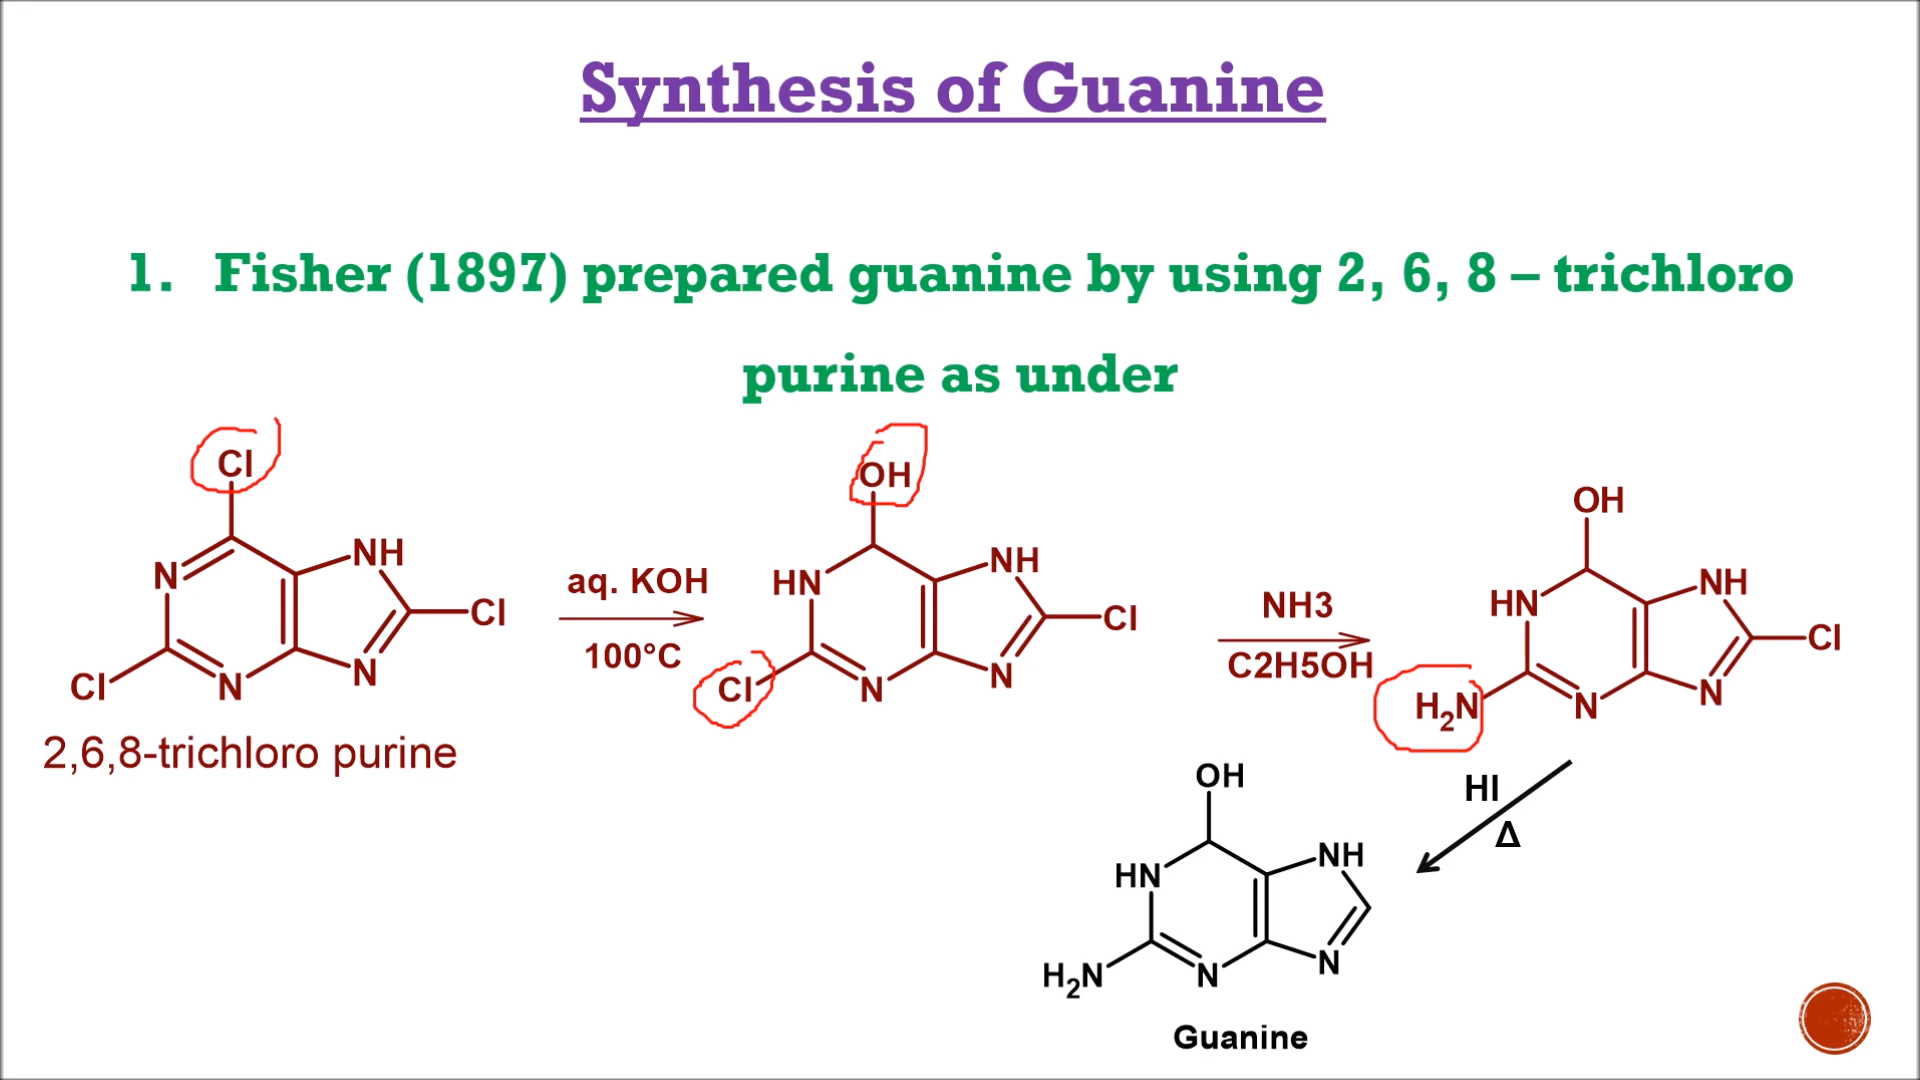 Synthesis of Guanine
1. Fisher (1897) prepared guanine by using 2, 6, 8 – trichloro
purine as under
Cl
N
NH
Cl
Cl
N
N
2,6,8-trichloro purine
aq. KOH
100°C
OH
HN
NH
Cl
Cl
N
N
NH3
C2H5OH
OH
HN
NH
Cl
H2N
N
N
HI
Δ
OH
HN
NH
H2N
N
N
Guanine